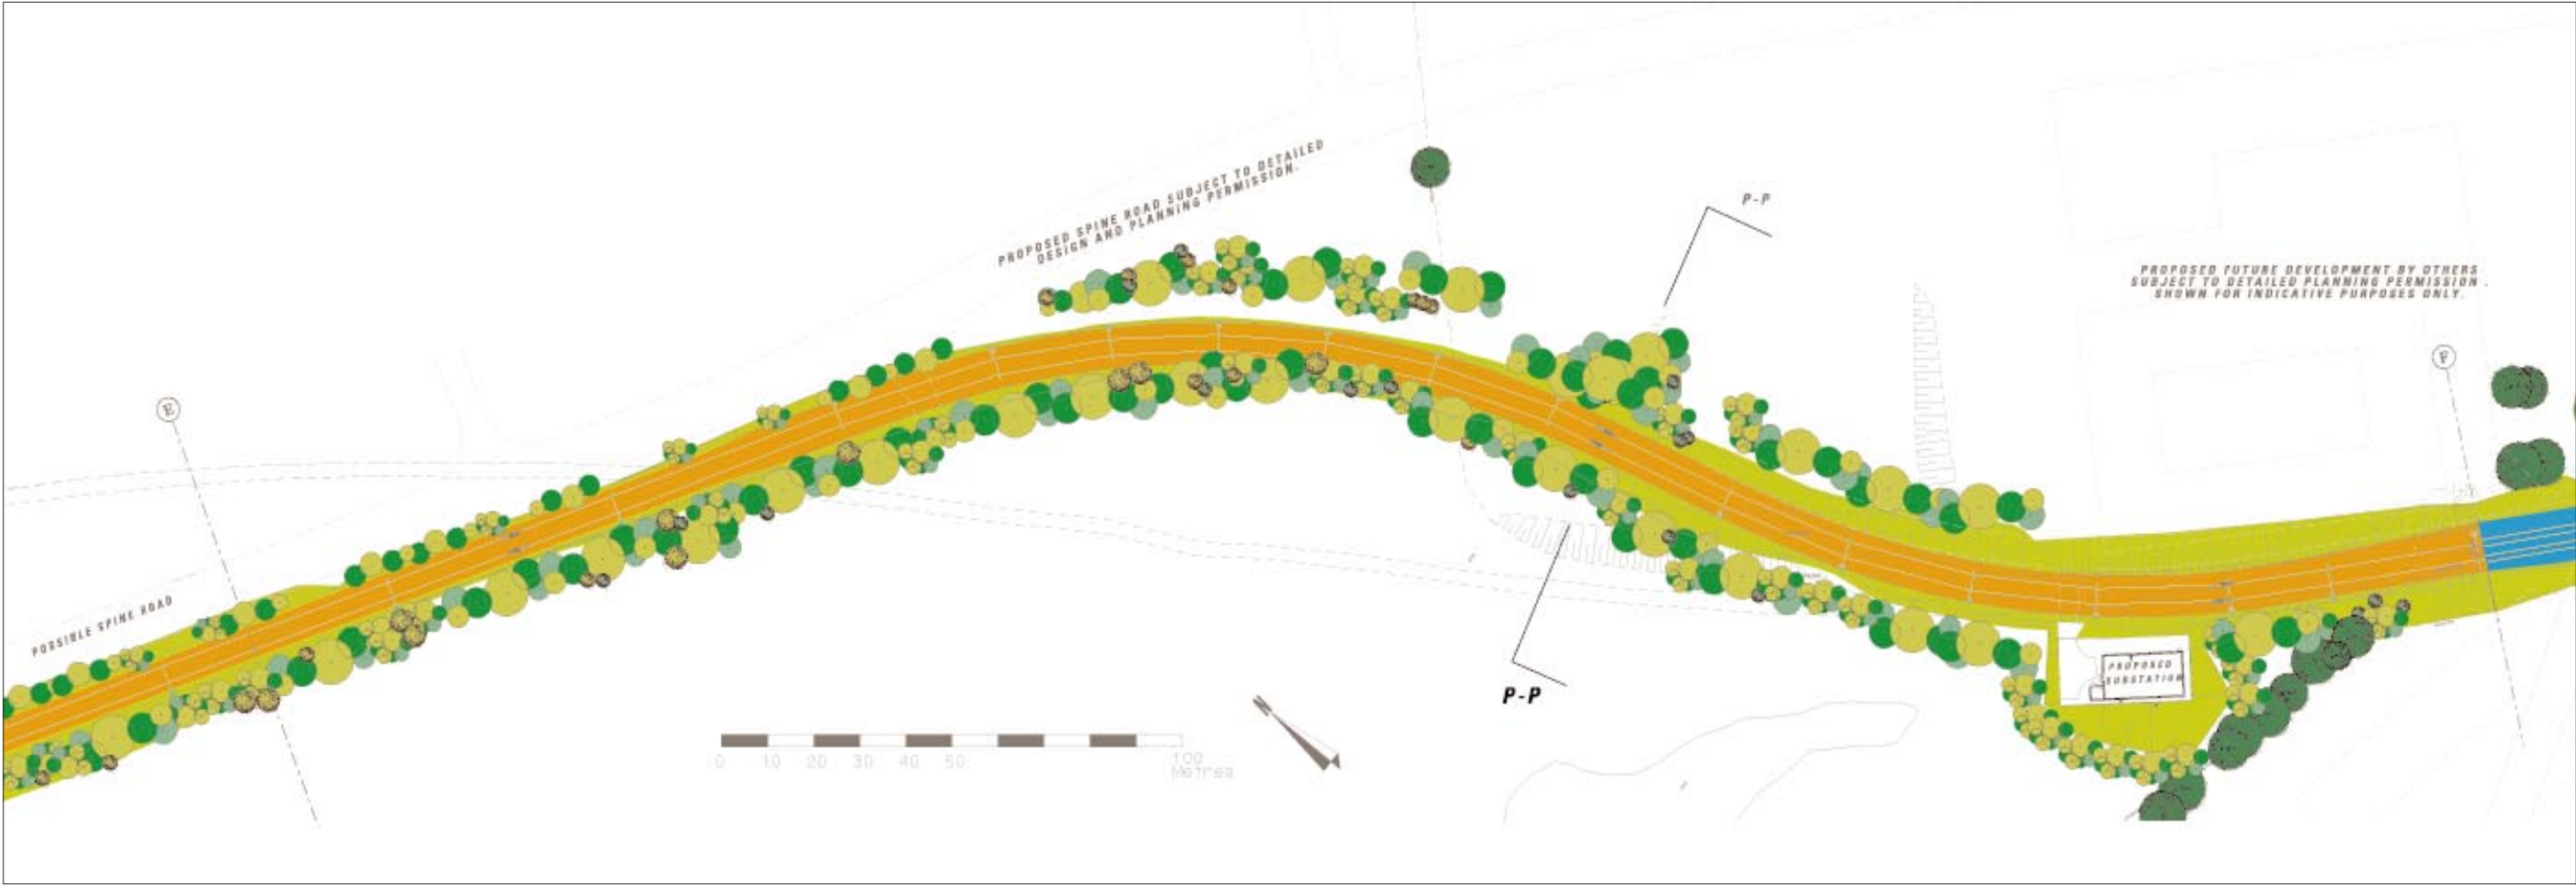 PROPOSED SPINE ROAD SUBJECT TO DETAILED
DESIGN AND PLANNING PERMISSION.
P-P
PROPOSED FUTURE DEVELOPMENT BY OTHERS
SUBJECT TO DETAILED PLANNING PERMISSION .
SHOWN FOR INDICATIVE PURPOSES ONLY.
F
E
POSSIBLE SPINE ROAD
P-P
PROPOSED
SUBSTATION
N
0 10 20 30 40 50 100
Metres